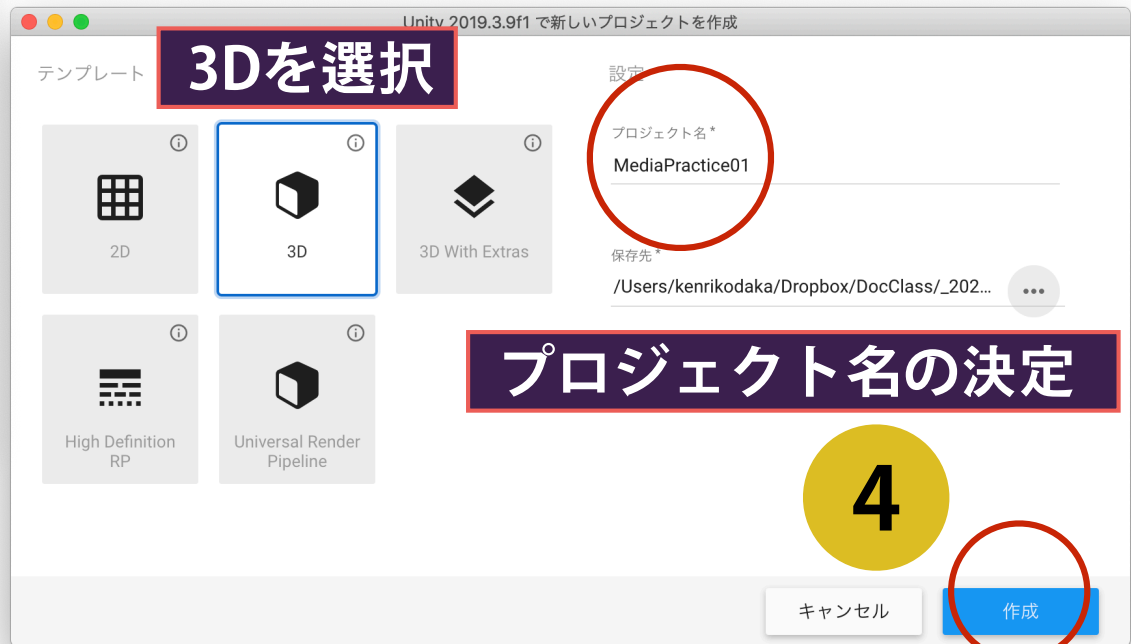 Unity 2019.3.9f1 で新しいプロジェクトを作成
テンプレート
3Dを選択
設定
2D
3D
3D With Extras
High Definition
RP
Universal Render
Pipeline
プロジェクト名*
MediaPractice01
保存先*
/Users/kenrikodaka/Dropbox/DocClass/_202...
プロジェクト名の決定
4
キャンセル
作成